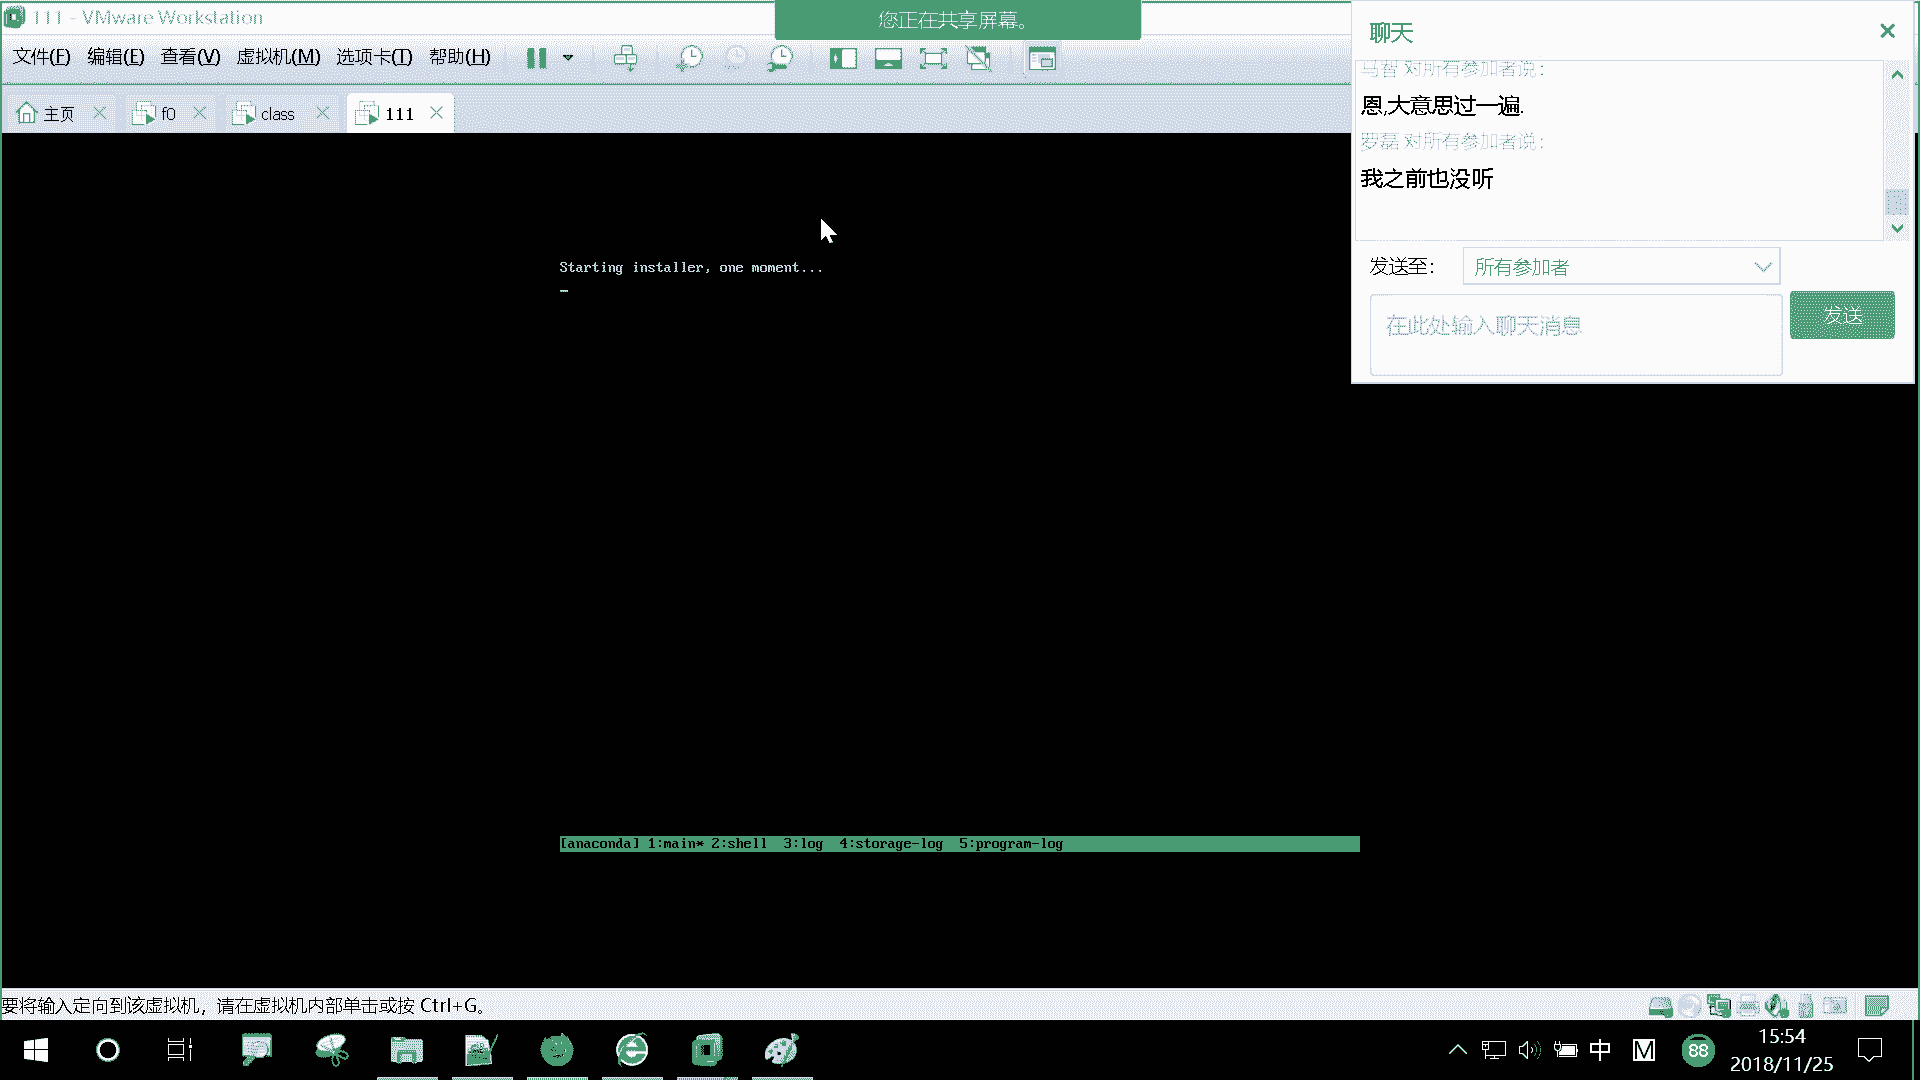 111 - VMware Workstation
您正在共享屏幕。
文件(F) 编辑(E) 查看(V) 虚拟机(M) 选项卡(T) 帮助(H)
主页 f0 class 111
Starting installer, one moment...
[anaconda] 1:main* 2:shell 3:log 4:storage-log 5:program-log
聊天
马智 对所有参加者说:
恩,大意思过一遍.
罗磊 对所有参加者说:
我之前也没听
发送至: 所有参加者
在此处输入聊天消息
发送
要将输入定向到该虚拟机，请在虚拟机内部单击或按 Ctrl+G。
中 M 88
15:54
2018/11/25